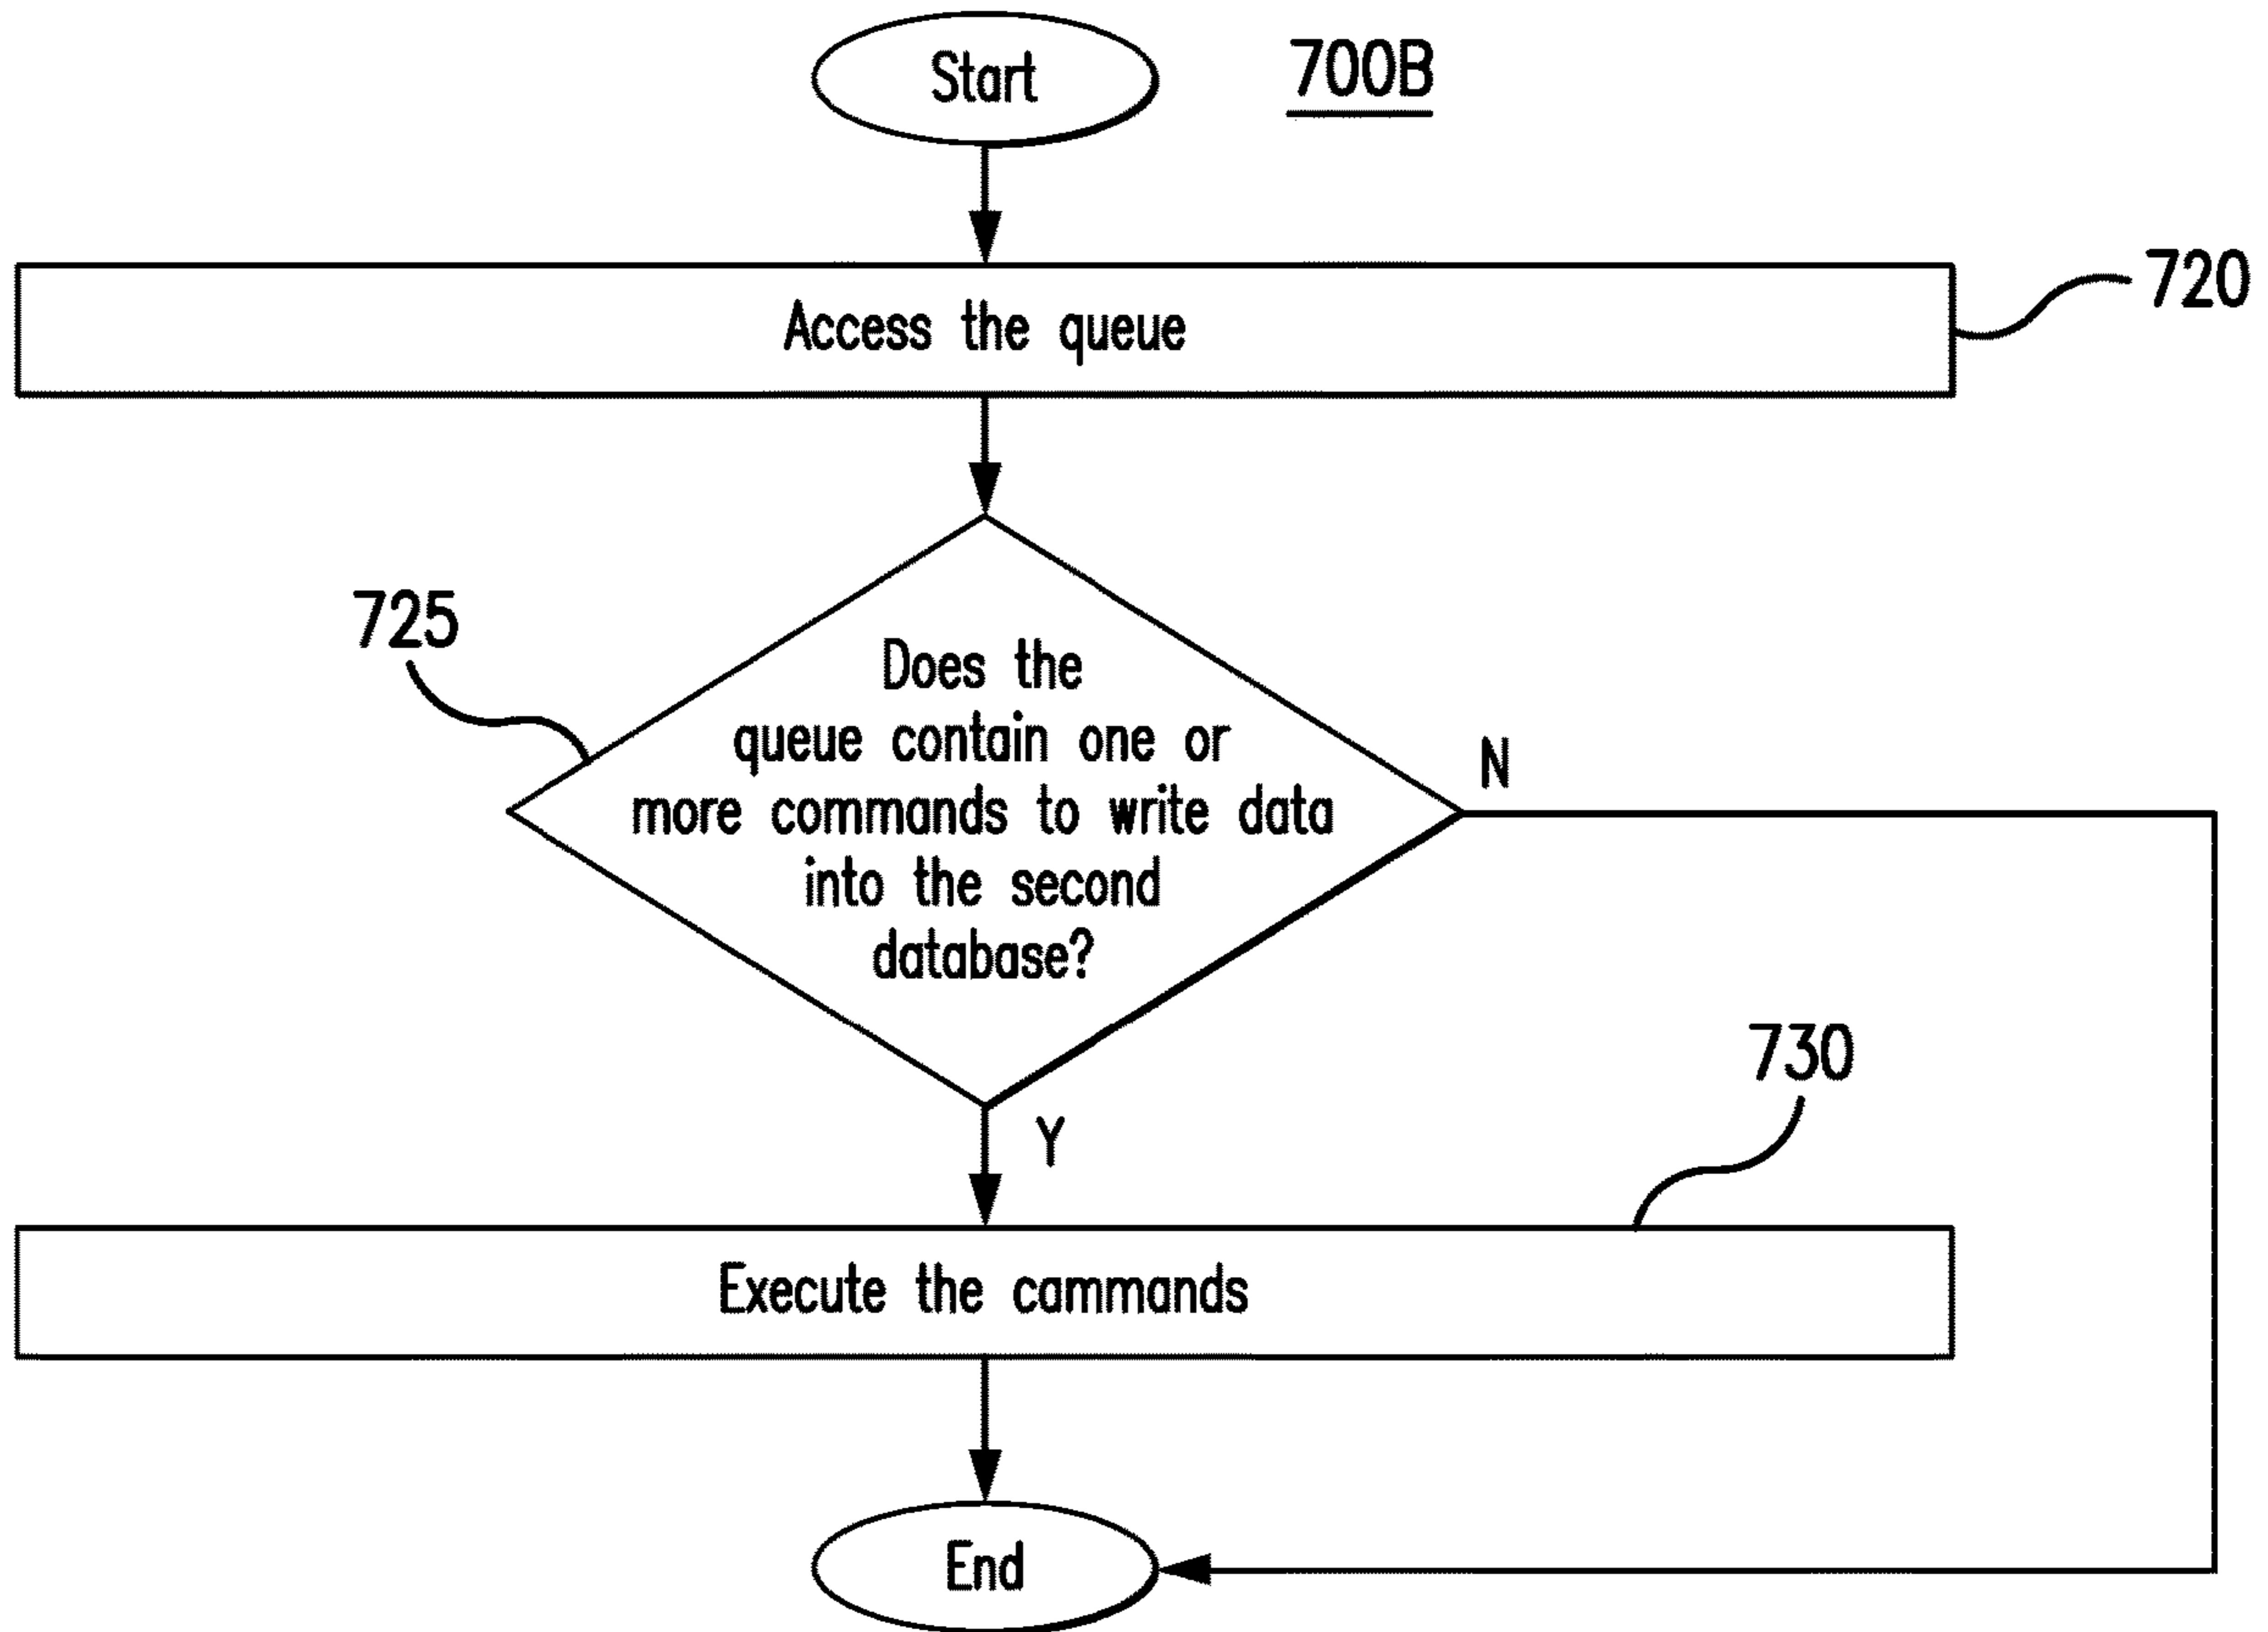 Start
700B
Access the queue
720
725
Does the
queue contain one or
more commands to write data
into the second
database?
N
Y
730
Execute the cammands
End